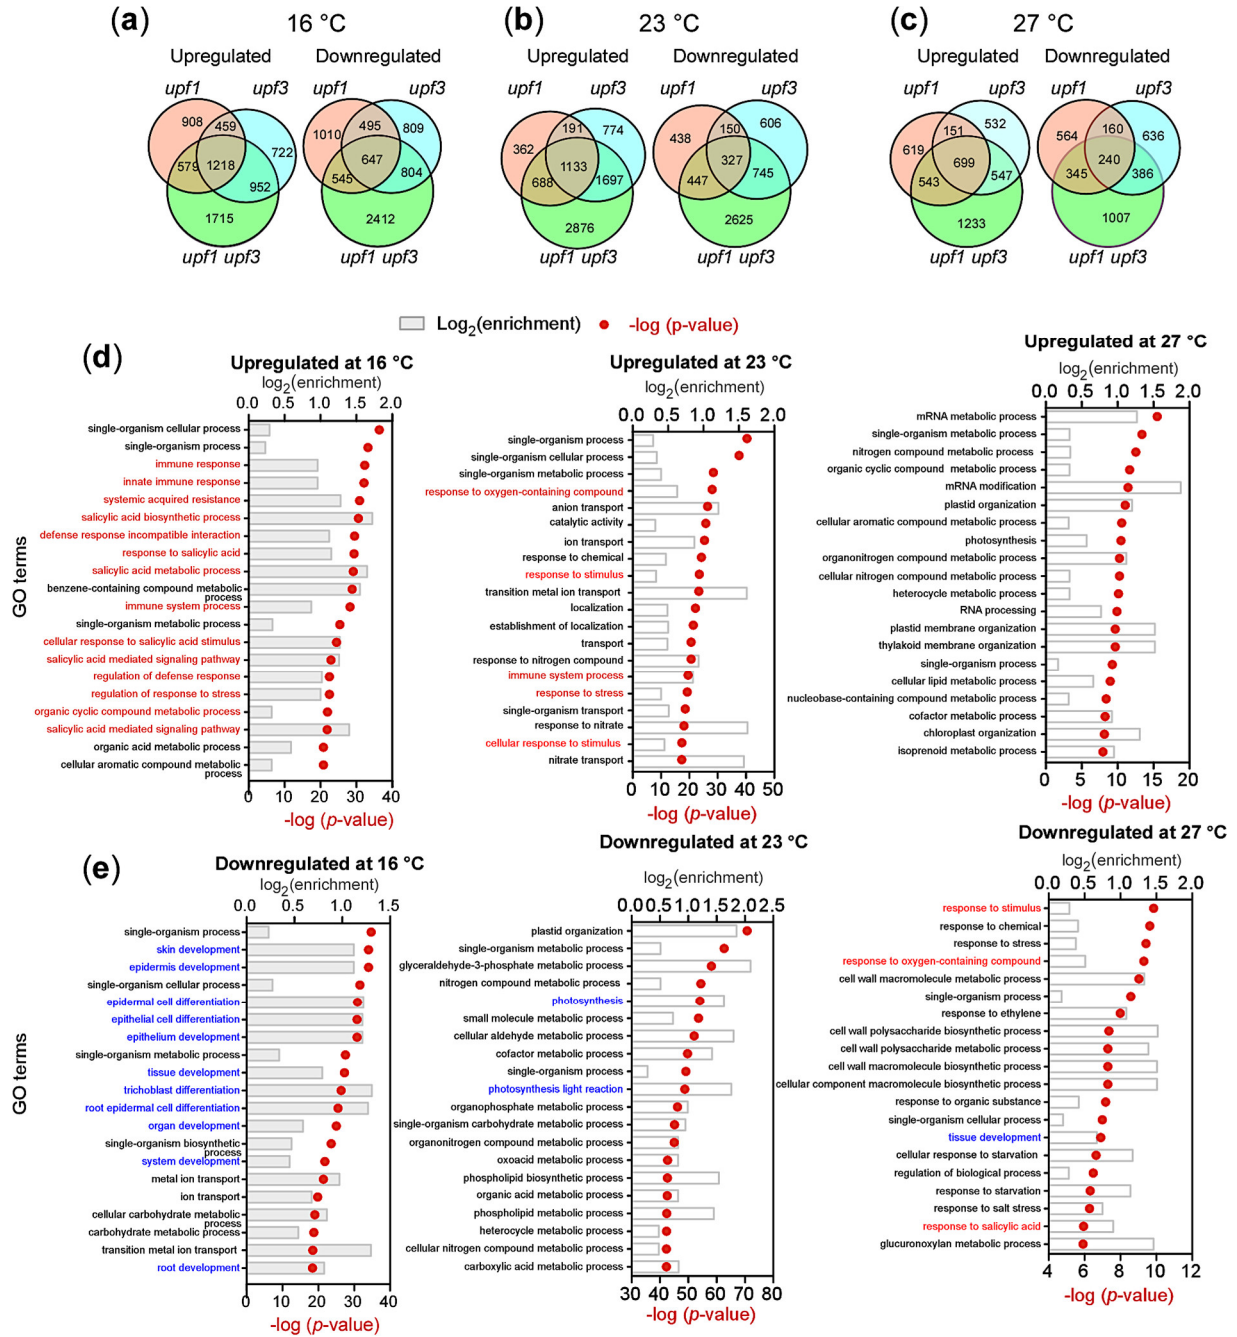 (a) 16 °C
Upregulated
Downregulated
upf1
upf3
908
459
722
579
1218
952
1715
upf1 upf3
upf1
upf3
1010
495
809
647
545
804
2412
upf1 upf3
(b) 23 °C
Upregulated
Downregulated
upf1
upf3
191
774
362
1133
688
1697
2876
upf1 upf3
upf1
upf3
150
606
438
327
447
745
2625
upf1 upf3
(c) 27 °C
Upregulated
Downregulated
upf1
upf3
151
532
619
699
543
547
1233
upf1 upf3
upf1
upf3
160
564
636
240
345
386
1007
upf1 upf3
Log2(enrichment)
-log (p-value)
(d)
GO terms
Upregulated at 16 °C
log2(enrichment)
0.0 0.5 1.0 1.5 2.0
single-organism cellular process
single-organism process
immune response
innate immune response
systemic acquired resistance
salicylic acid biosynthetic process
defense response incompatible interaction
response to salicylic acid
salicylic acid metabolic process
benzene-containing compound metabolic
process
immune system process
single-organism metabolic process
cellular response to salicylic acid stimulus
salicylic acid mediated signaling pathway
regulation of defense response
regulation of response to stress
organic cyclic compound metabolic process
salicylic acid mediated signaling pathway
organic acid metabolic process
cellular aromatic compound metabolic
process
0 10 20 30 40
-log (p-value)
Upregulated at 23 °C
log2(enrichment)
0.0 0.5 1.0 1.5 2.0
single-organism process
single-organism cellular process
single-organism metabolic process
response to oxygen-containing compound
anion transport
catalytic activity
ion transport
response to chemical
response to stimulus
transition metal ion transport
localization
establishment of localization
transport
response to nitrogen compound
immune system process
response to stress
single-organism transport
response to nitrate
cellular response to stimulus
nitrate transport
0 10 20 30 40 50
-log (p-value)
Upregulated at 27 °C
log2(enrichment)
0.0 0.5 1.0 1.5 2.0
mRNA metabolic process
single-organism metabolic process
nitrogen compound metabolic process
organic cyclic compound metabolic process
mRNA modification
plastid organization
cellular aromatic compound metabolic process
photosynthesis
organonitrogen compound metabolic process
cellular nitrogen compound metabolic process
heterocycle metabolic process
RNA processing
plastid membrane organization
thylakoid membrane organization
single-organism process
cellular lipid metabolic process
nucleobase-containing compound metabolic process
cofactor metabolic process
chloroplast organization
isoprenoid metabolic process
0 5 10 15 20
-log (p-value)
(e)
GO terms
Downregulated at 16 °C
log2(enrichment)
0.0 0.5 1.0 1.5
single-organism process
skin development
epidermis development
single-organism cellular process
epidermal cell differentiation
epithelial cell differentiation
epithelium development
single-organism metabolic process
tissue development
trichoblast differentiation
root epidermal cell differentiation
organ development
single-organism biosynthetic
process
system development
metal ion transport
ion transport
cellular carbohydrate metabolic
process
carbohydrate metabolic process
transition metal ion transport
root development
0 10 20 30 40
-log (p-value)
Downregulated at 23 °C
log2(enrichment)
0.0 0.5 1.0 1.5 2.0 2.5
plastid organization
single-organism metabolic process
glyceraldehyde-3-phosphate metabolic process
nitrogen compound metabolic process
photosynthesis
small molecule metabolic process
cellular aldehyde metabolic process
cofactor metabolic process
single-organism process
photosynthesis light reaction
organophosphate metabolic process
single-organism carbohydrate metabolic process
organonitrogen compound metabolic process
oxoacid metabolic process
phospholipid biosynthetic process
organic acid metabolic process
phospholipid metabolic process
heterocycle metabolic process
cellular nitrogen compound metabolic process
carboxylic acid metabolic process
30 40 50 60 70 80
-log (p-value)
Downregulated at 27 °C
log2(enrichment)
0.0 0.5 1.0 1.5 2.0
response to stimulus
response to chemical
response to stress
response to oxygen-containing compound
cell wall macromolecule metabolic process
single-organism process
response to ethylene
cell wall polysaccharide biosynthetic process
cell wall polysaccharide metabolic process
cell wall macromolecule biosynthetic process
cellular component macromolecule biosynthetic process
response to organic substance
single-organism cellular process
tissue development
cellular response to starvation
regulation of biological process
response to starvation
response to salt stress
response to salicylic acid
glucuronoxylan metabolic process
4 6 8 10 12
-log (p-value)